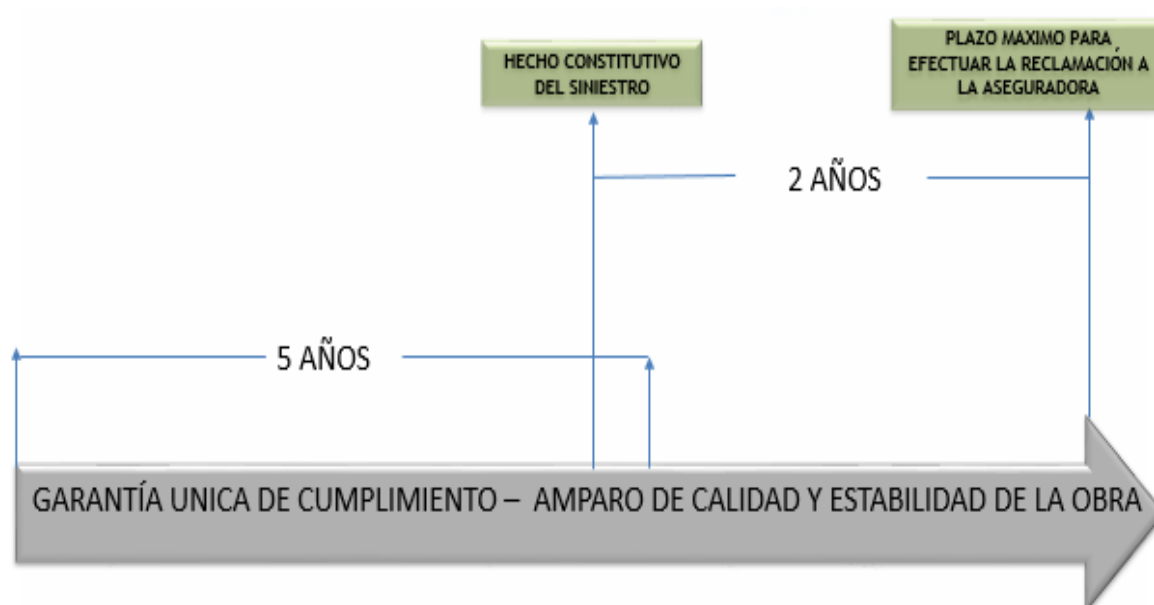 HECHO CONSTITUTIVO
DEL SINIESTRO
PLAZO MAXIMO PARA
EFECTUAR LA RECLAMACIÓN A
LA ASEGURADORA
2 AÑOS
5 AÑOS
GARANTÍA UNICA DE CUMPLIMIENTO – AMPARO DE CALIDAD Y ESTABILIDAD DE LA OBRA